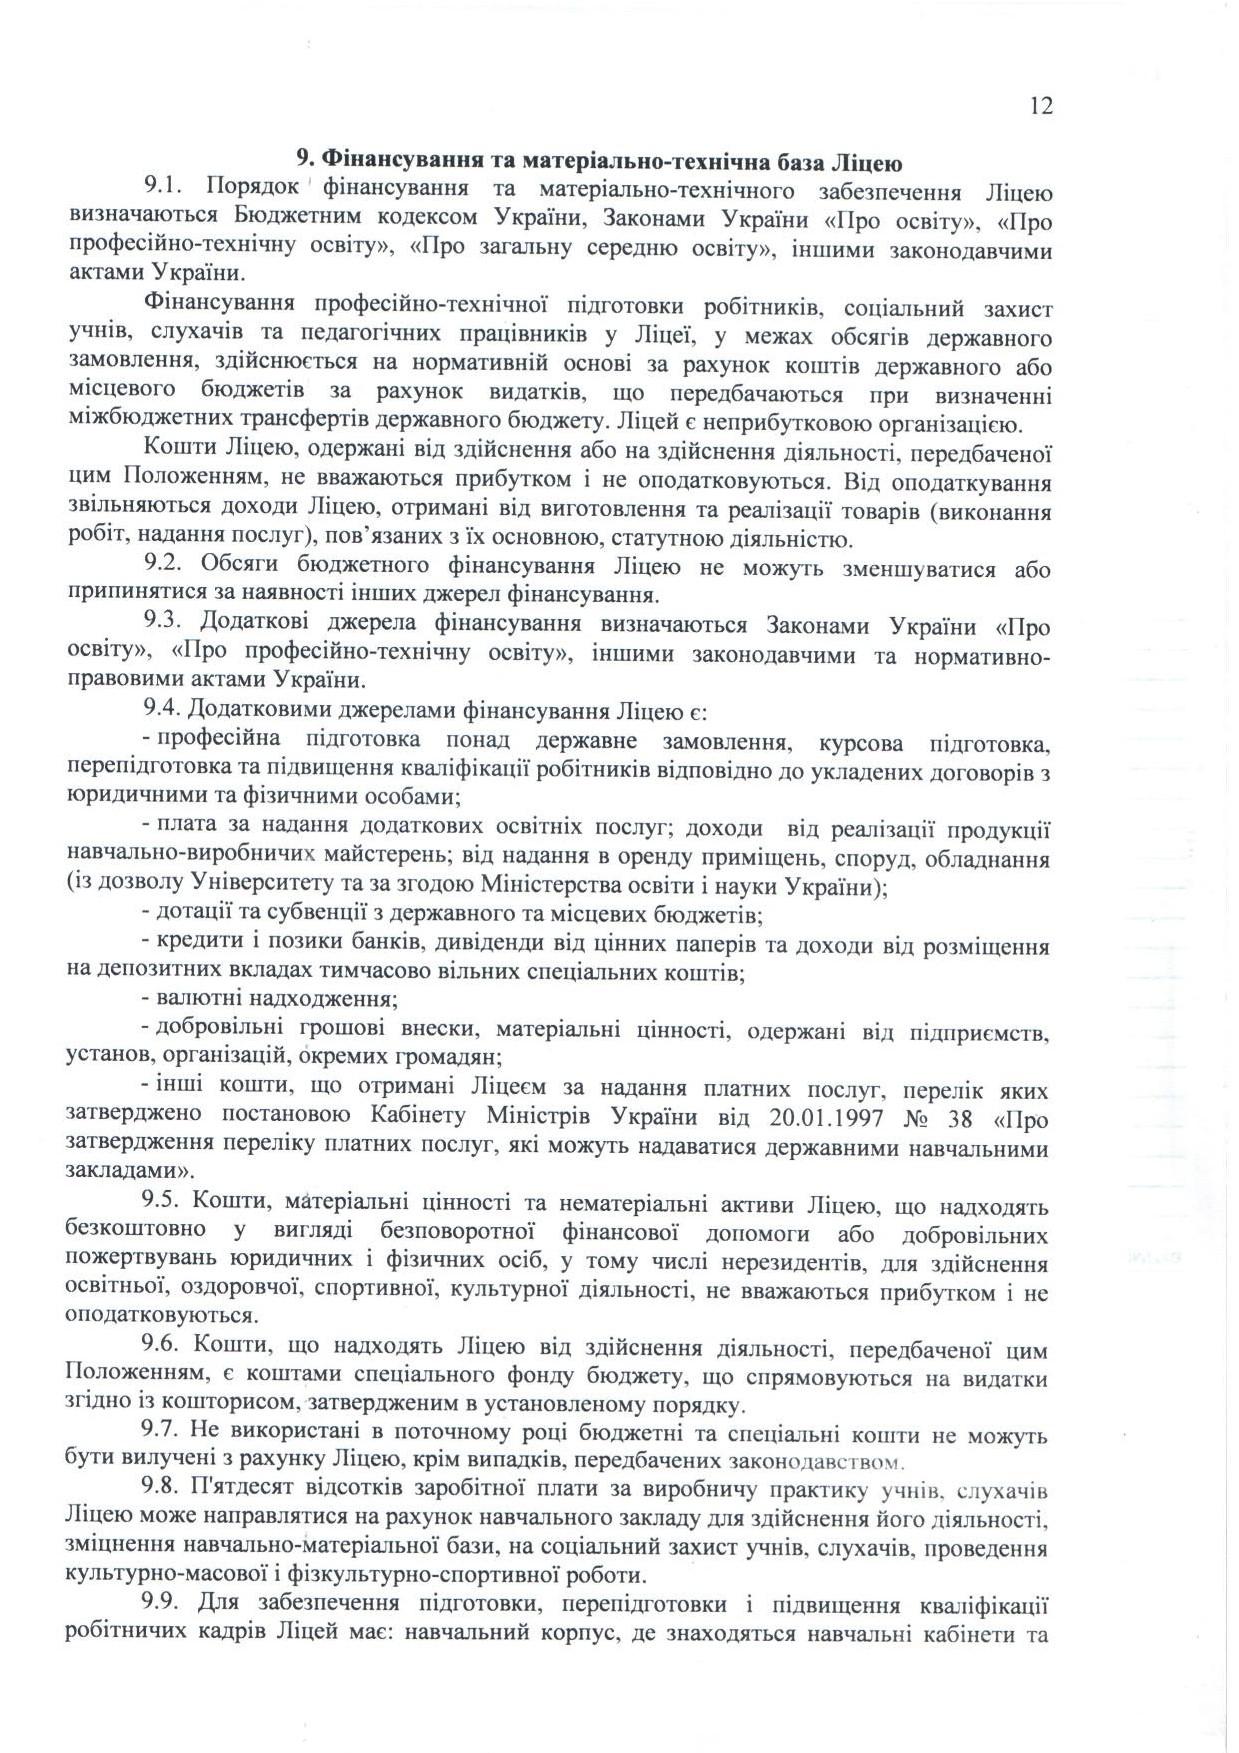 12
9. Фінансування та матеріально-технічна база Ліцею
9.1. Порядок фінансування та матеріально-технічного забезпечення Ліцею
визначаються Бюджетним кодексом України, Законами України «Про освіту», «Про
професійно-технічну освіту», «Про загальну середню освіту», іншими законодавчими
актами України.
Фінансування професійно-технічної підготовки робітників, соціальний захист
учнів, слухачів та педагогічних працівників у Ліцеї, у межах обсягів державного
замовлення, здійснюється на нормативній основі за рахунок коштів державного або
місцевого бюджетів за рахунок видатків, що передбачаються при визначенні
міжбюджетних трансфертів державного бюджету. Ліцей є неприбутковою організацією.
Кошти Ліцею, одержані від здійснення або на здійснення діяльності, передбаченої
цим Положенням, не вважаються прибутком і не оподатковуються. Від оподаткування
звільняються доходи Ліцею, отримані від виготовлення та реалізації товарів (виконання
робіт, надання послуг), пов’язаних з їх основною, статутною діяльністю.
9.2. Обсяги бюджетного фінансування Ліцею не можуть зменшуватися або
припинятися за наявності інших джерел фінансування.
9.3. Додаткові джерела фінансування визначаються Законами України «Про
освіту», «Про професійно-технічну освіту», іншими законодавчими та нормативно-
правовими актами України.
9.4. Додатковими джерелами фінансування Ліцею є:
- професійна підготовка понад державне замовлення, курсова підготовка,
перепідготовка та підвищення кваліфікації робітників відповідно до укладених договорів з
юридичними та фізичними особами;
- плата за надання додаткових освітніх послуг; доходи від реалізації продукції
навчально-виробничих майстерень; від надання в оренду приміщень, споруд, обладнання
(із дозволу Університету та за згодою Міністерства освіти і науки України);
- дотації та субвенції з державного та місцевих бюджетів;
- кредити і позики банків, дивіденди від цінних паперів та доходи від розміщення
на депозитних вкладах тимчасово вільних спеціальних коштів;
- валютні надходження;
- добровільні грошові внески, матеріальні цінності, одержані від підприємств,
установ, організацій, окремих громадян;
- інші кошти, що отримані Ліцеєм за надання платних послуг, перелік яких
затверджено постановою Кабінету Міністрів України від 20.01.1997 № 38 «Про
затвердження переліку платних послуг, які можуть надаватися державними навчальними
закладами».
9.5. Кошти, матеріальні цінності та нематеріальні активи Ліцею, що надходять
безкоштовно у вигляді безповоротної фінансової допомоги або добровільних
пожертвувань юридичних і фізичних осіб, у тому числі нерезидентів, для здійснення
освітньої, оздоровчої, спортивної, культурної діяльності, не вважаються прибутком і не
оподатковуються.
9.6. Кошти, що надходять Ліцею від здійснення діяльності, передбаченої цим
Положенням, є коштами спеціального фонду бюджету, що спрямовуються на видатки
згідно із кошторисом, затвердженим в установленому порядку.
9.7. Не використані в поточному році бюджетні та спеціальні кошти не можуть
бути вилучені з рахунку Ліцею, крім випадків, передбачених законодавством.
9.8. П'ятдесят відсотків заробітної плати за виробничу практику учнів, слухачів
Ліцею може направлятися на рахунок навчального закладу для здійснення його діяльності,
зміцнення навчально-матеріальної бази, на соціальний захист учнів, слухачів, проведення
культурно-масової і фізкультурно-спортивної роботи.
9.9. Для забезпечення підготовки, перепідготовки і підвищення кваліфікації
робітничих кадрів Ліцей має: навчальний корпус, де знаходяться навчальні кабінети та